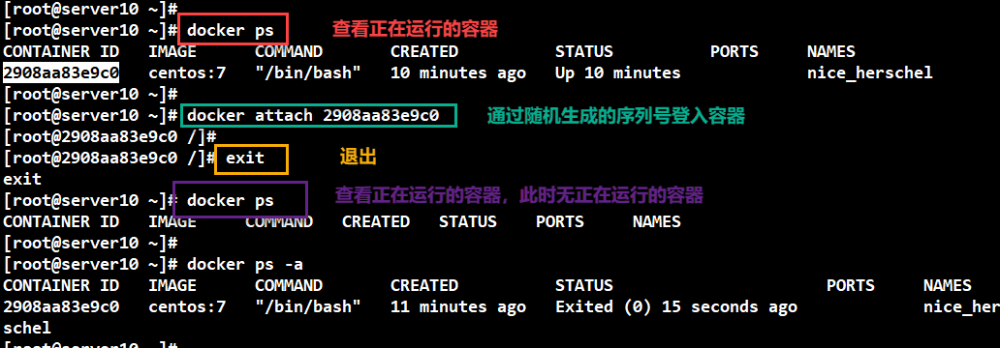 [root@server10 ~]#
[root@server10 ~]# docker ps 查看正在运行的容器
CONTAINER ID IMAGE COMMAND CREATED STATUS PORTS NAMES
2908aa83e9c0 centos:7 "/bin/bash" 10 minutes ago Up 10 minutes nice_herschel
[root@server10 ~]#
[root@server10 ~]# docker attach 2908aa83e9c0 通过随机生成的序列号登入容器
[root@2908aa83e9c0 /]#
[root@2908aa83e9c0 /]# exit 退出
exit
[root@server10 ~]# docker ps 查看正在运行的容器，此时无正在运行的容器
CONTAINER ID IMAGE COMMAND CREATED STATUS PORTS NAMES
[root@server10 ~]#
[root@server10 ~]# docker ps -a
CONTAINER ID IMAGE COMMAND CREATED STATUS PORTS NAMES
2908aa83e9c0 centos:7 "/bin/bash" 11 minutes ago Exited (0) 15 seconds ago nice_her
schel
[root@server10 ~]#